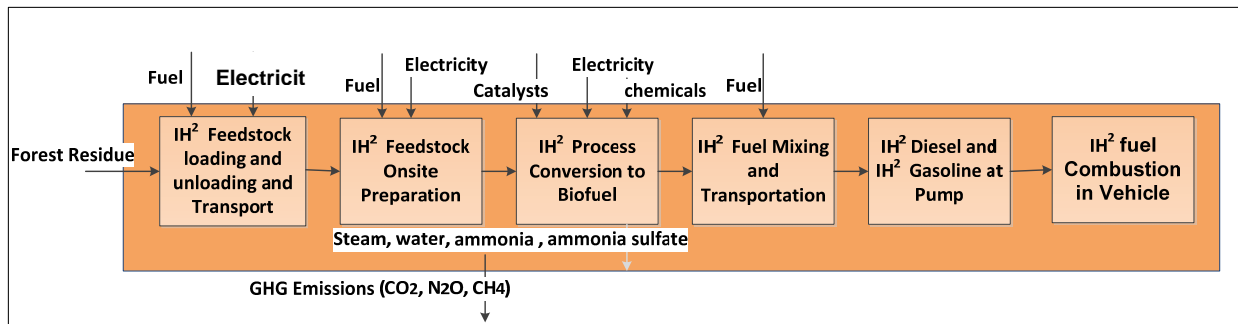 Fuel
Electricit
Fuel
Electricity
Catalysts
Electricity
chemicals
Fuel
Forest Residue
IH² Feedstock
loading and
unloading and
Transport
IH² Feedstock
Onsite
Preparation
IH² Process
Conversion to
Biofuel
IH² Fuel Mixing
and
Transportation
IH² Diesel and
IH² Gasoline at
Pump
IH² fuel
Combustion
in Vehicle
Steam, water, ammonia , ammonia sulfate
GHG Emissions (CO2, N2O, CH4)